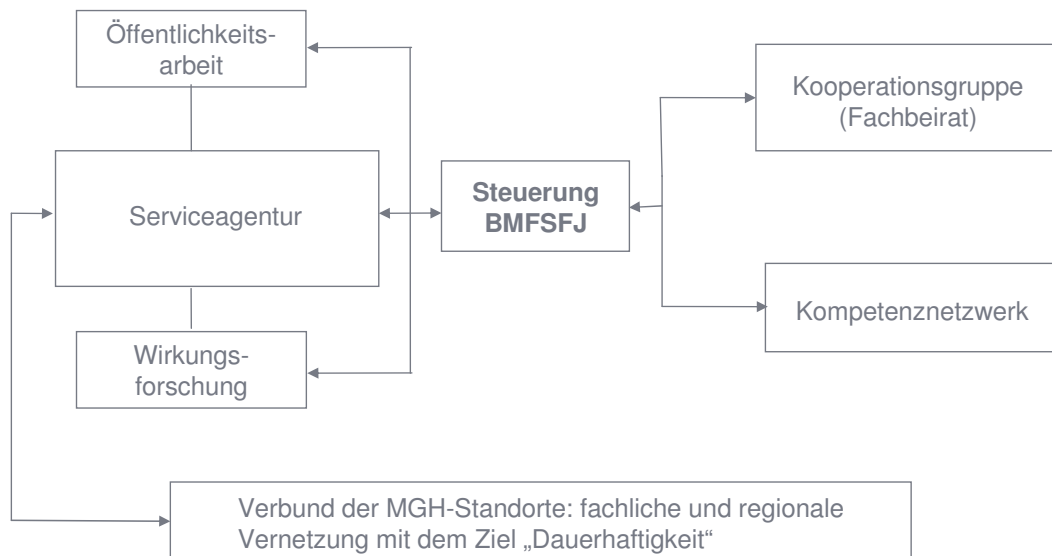 Öffentlichkeits-
arbeit
Kooperationsgruppe
(Fachbeirat)
Serviceagentur
Steuerung
BMFSFJ
Kompetenznetzwerk
Wirkungs-
forschung
Verbund der MGH-Standorte: fachliche und regionale
Vernetzung mit dem Ziel „Dauerhaftigkeit“